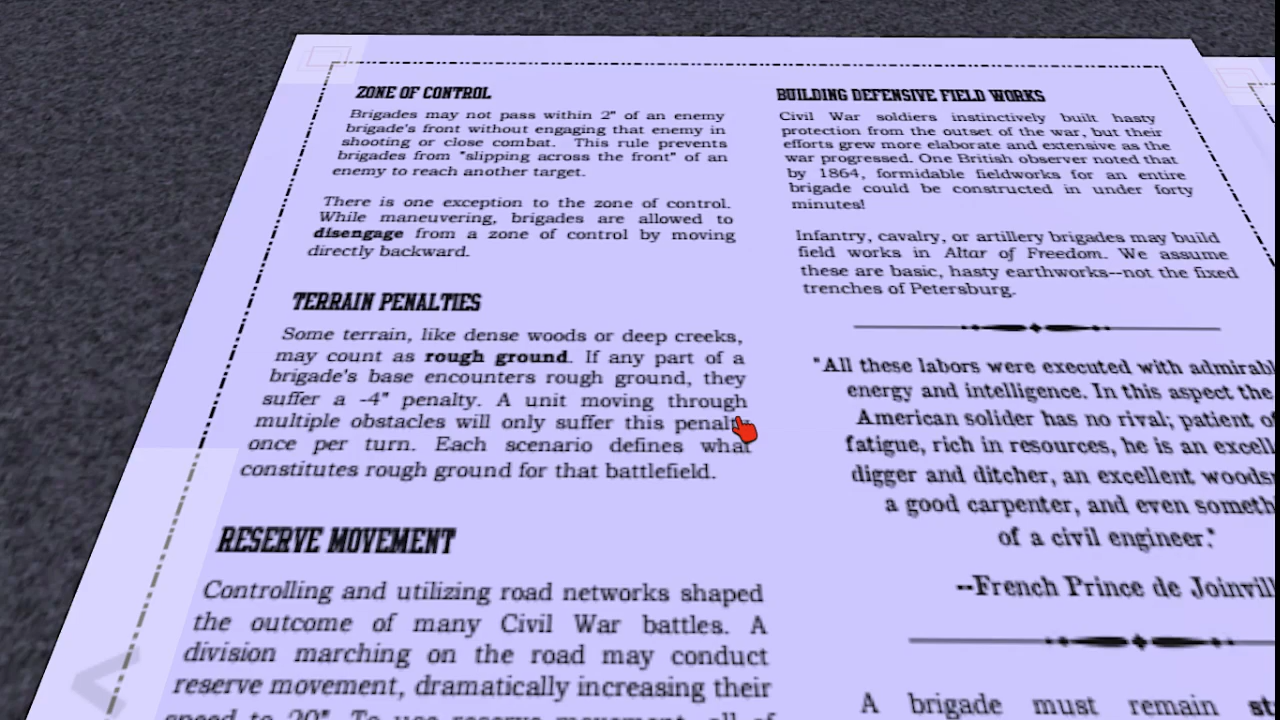 ZONE OF CONTROL
Brigades may not pass within 2" of an enemy
brigade's front without engaging that enemy in
shooting or close combat. This rule prevents
brigades from "slipping across the front" of an
enemy to reach another target.
There is one exception to the zone of control.
While maneuvering, brigades are allowed to
disengage from a zone of control by moving
directly backward.
TERRAIN PENALTIES
Some terrain, like dense woods or deep creeks,
may count as rough ground. If any part of a
brigade's base encounters rough ground, they
suffer a -4" penalty. A unit moving through
multiple obstacles will only suffer this penalty
once per turn. Each scenario defines what
constitutes rough ground for that battlefield.
RESERVE MOVEMENT
Controlling and utilizing road networks shaped
the outcome of many Civil War battles. A
division marching on the road may conduct
reserve movement, dramatically increasing their
speed to 20". To use reserve movement, all of
BUILDING DEFENSIVE FIELD WORKS
Civil War soldiers instinctively built hasty
protection from the outset of the war, but their
efforts grew more elaborate and extensive as the
war progressed. One British observer noted that
by 1864, formidable fieldworks for an entire
brigade could be constructed in under forty
minutes!
Infantry, cavalry, or artillery brigades may build
field works in Altar of Freedom. We assume
these are basic, hasty earthworks--not the fixed
trenches of Petersburg.
"All these labors were executed with admirabl
energy and intelligence. In this aspect the
American solider has no rival; patient of
fatigue, rich in resources, he is an excell
digger and ditcher, an excellent woods
a good carpenter, and even someth
of a civil engineer."
--French Prince de Joinvill
A brigade must remain st